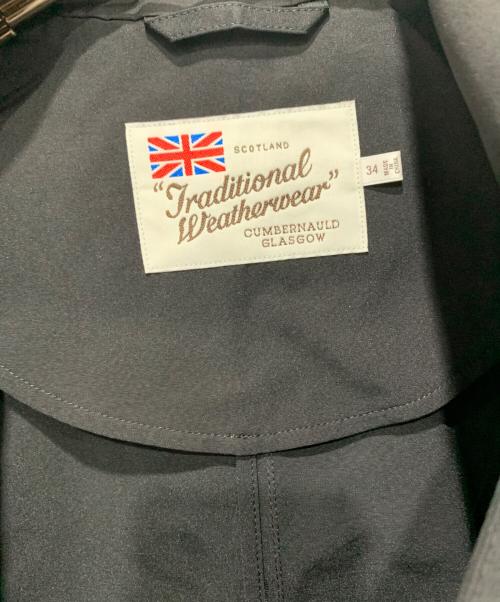 SCOTLAND
"Traditional
Weatherwear"
CUMBERNAULD
GLASGOW
34
MADE
IN
CHINA